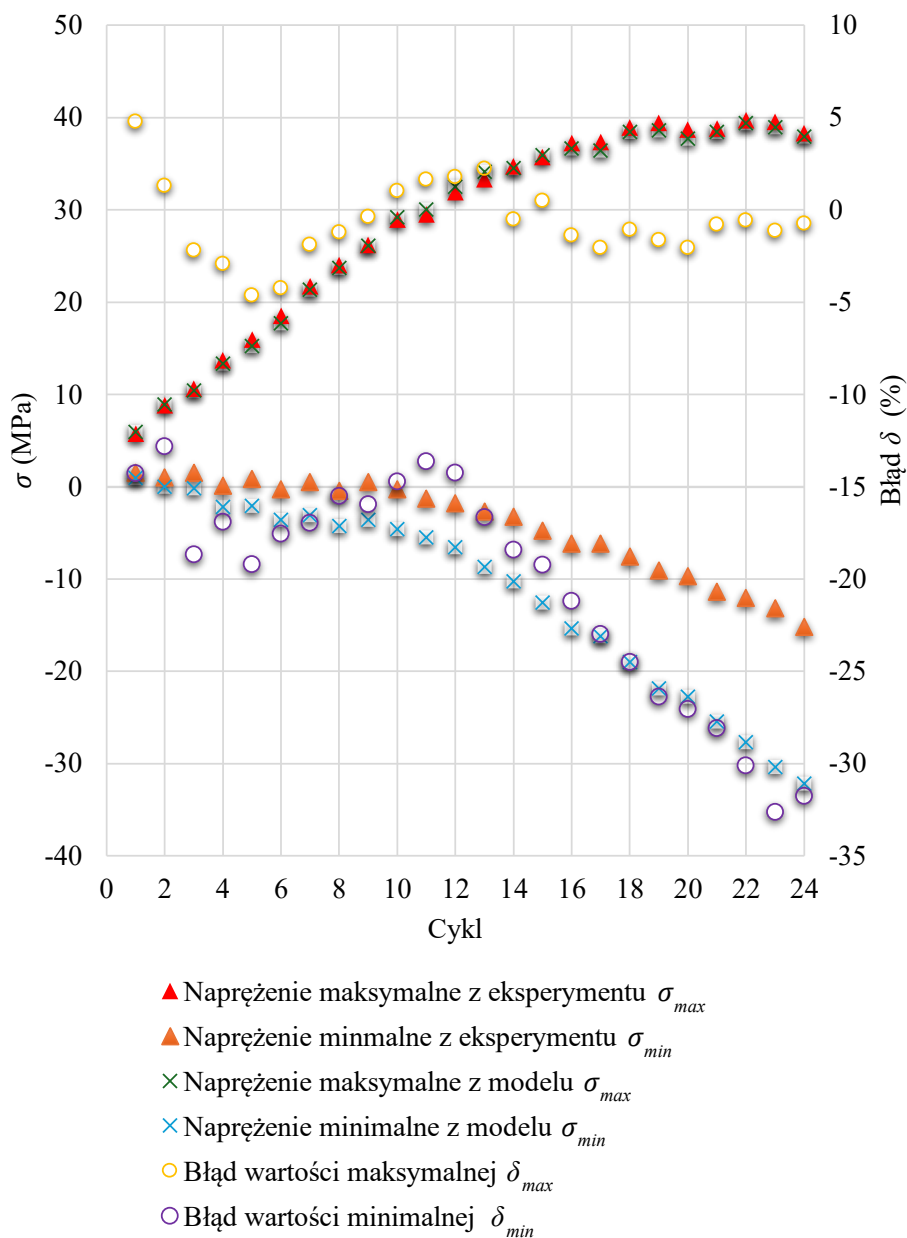 50
40
30
20
10
0
-10
-20
-30
-40
σ (MPa)
10
5
0
-5
-10
-15
-20
-25
-30
-35
Błąd δ (%)
0 2 4 6 8 10 12 14 16 18 20 22 24
Cykl
Naprężenie maksymalne z eksperymentu σmax
Naprężenie minmalne z eksperymentu σmin
Naprężenie maksymalne z modelu σmax
Naprężenie minimalne z modelu σmin
Błąd wartości maksymalnej δmax
Błąd wartości minimalnej δmin